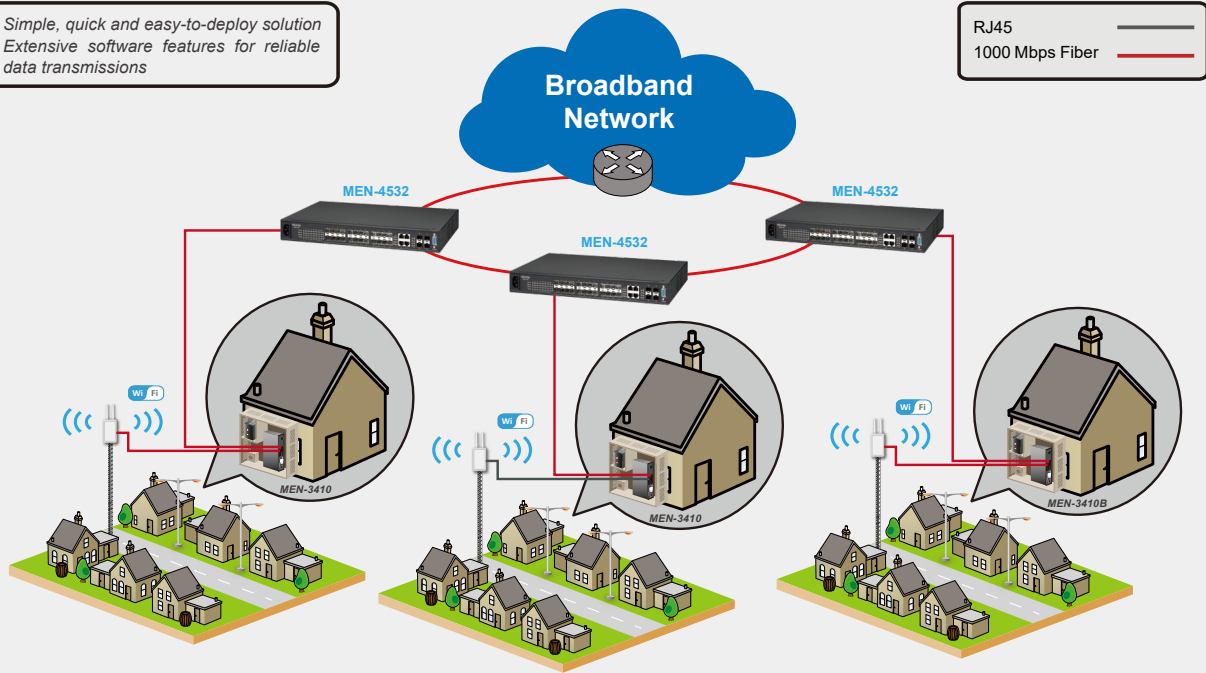 Simple, quick and easy-to-deploy solution
Extensive software features for reliable
data transmissions
RJ45
1000 Mbps Fiber
Broadband
Network
MEN-4532
MEN-4532
MEN-4532
Wi Fi
MEN-3410
Wi Fi
MEN-3410
Wi Fi
MEN-3410B